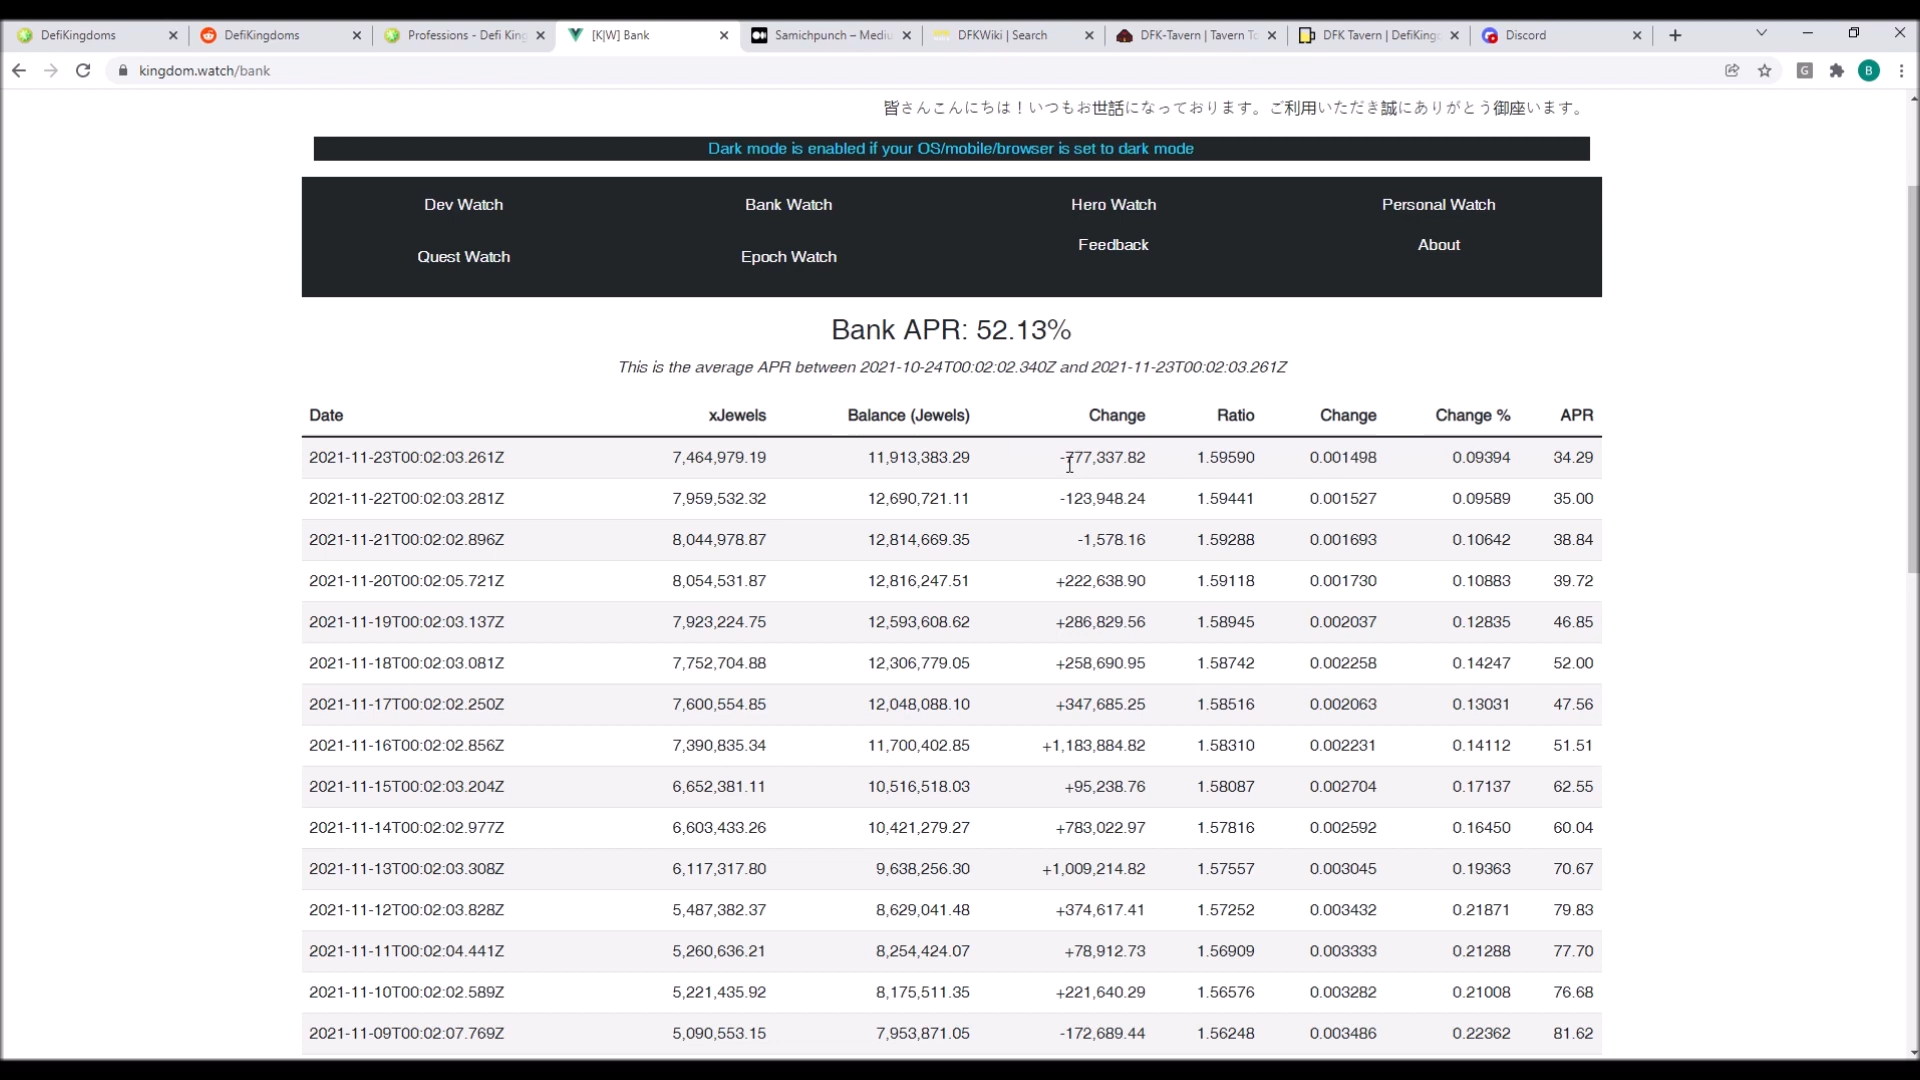 DefiKingdoms
DefiKingdoms
Professions - Defi King
[K|W] Bank
Samichpunch – Mediu
DFKWiki | Search
DFK-Tavern | Tavern To
DFK Tavern | DefiKing
Discord
kingdom.watch/bank
G
B
皆さんこんにちは！いつもお世話になっております。ご利用いただき誠にありがとう御座います。
Dark mode is enabled if your OS/mobile/browser is set to dark mode
Dev Watch Bank Watch Hero Watch Personal Watch
Quest Watch Epoch Watch Feedback About
Bank APR: 52.13%
This is the average APR between 2021-10-24T00:02:02.340Z and 2021-11-23T00:02:03.261Z
Date xJewels Balance (Jewels) Change Ratio Change Change % APR
2021-11-23T00:02:03.261Z 7,464,979.19 11,913,383.29 -777,337.82 1.59590 0.001498 0.09394 34.29
2021-11-22T00:02:03.281Z 7,959,532.32 12,690,721.11 -123,948.24 1.59441 0.001527 0.09589 35.00
2021-11-21T00:02:02.896Z 8,044,978.87 12,814,669.35 -1,578.16 1.59288 0.001693 0.10642 38.84
2021-11-20T00:02:05.721Z 8,054,531.87 12,816,247.51 +222,638.90 1.59118 0.001730 0.10883 39.72
2021-11-19T00:02:03.137Z 7,923,224.75 12,593,608.62 +286,829.56 1.58945 0.002037 0.12835 46.85
2021-11-18T00:02:03.081Z 7,752,704.88 12,306,779.05 +258,690.95 1.58742 0.002258 0.14247 52.00
2021-11-17T00:02:02.250Z 7,600,554.85 12,048,088.10 +347,685.25 1.58516 0.002063 0.13031 47.56
2021-11-16T00:02:02.856Z 7,390,835.34 11,700,402.85 +1,183,884.82 1.58310 0.002231 0.14112 51.51
2021-11-15T00:02:03.204Z 6,652,381.11 10,516,518.03 +95,238.76 1.58087 0.002704 0.17137 62.55
2021-11-14T00:02:02.977Z 6,603,433.26 10,421,279.27 +783,022.97 1.57816 0.002592 0.16450 60.04
2021-11-13T00:02:03.308Z 6,117,317.80 9,638,256.30 +1,009,214.82 1.57557 0.003045 0.19363 70.67
2021-11-12T00:02:03.828Z 5,487,382.37 8,629,041.48 +374,617.41 1.57252 0.003432 0.21871 79.83
2021-11-11T00:02:04.441Z 5,260,636.21 8,254,424.07 +78,912.73 1.56909 0.003333 0.21288 77.70
2021-11-10T00:02:02.589Z 5,221,435.92 8,175,511.35 +221,640.29 1.56576 0.003282 0.21008 76.68
2021-11-09T00:02:07.769Z 5,090,553.15 7,953,871.05 -172,689.44 1.56248 0.003486 0.22362 81.62